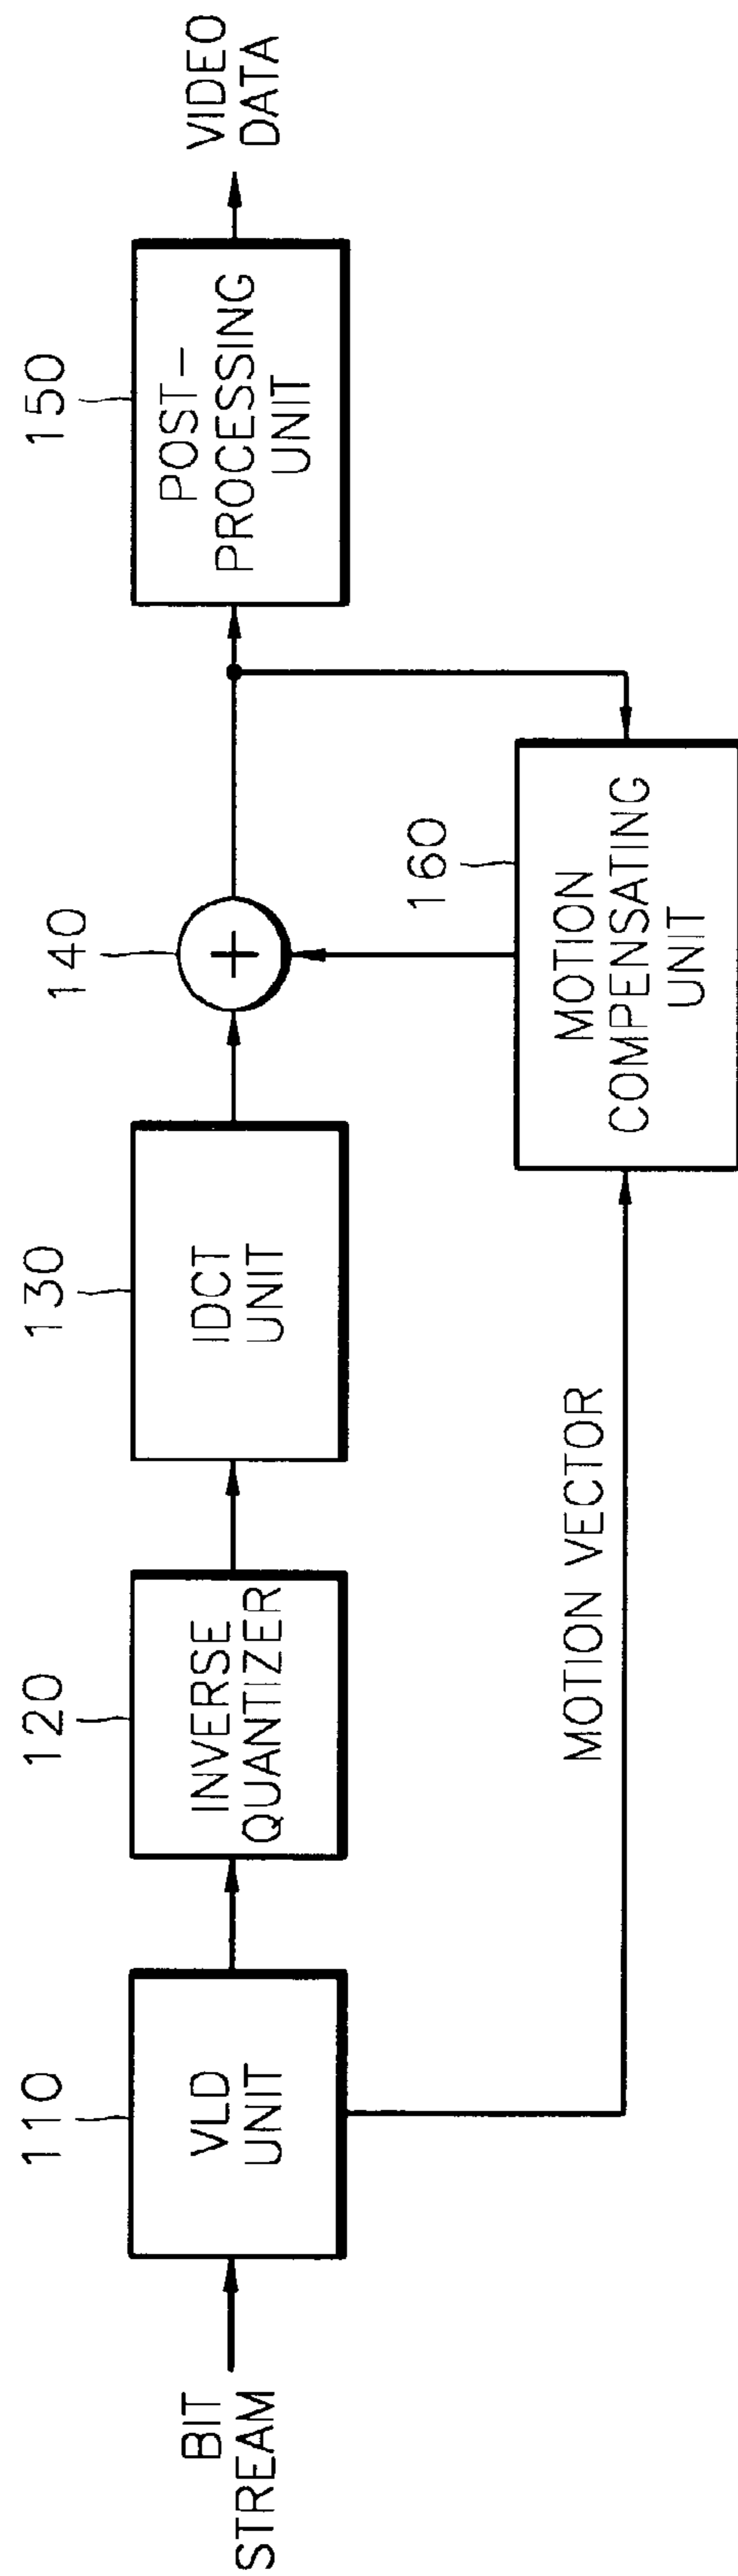 BIT
STREAM
110
VLD
UNIT
120
INVERSE
QUANTIZER
130
IDCT
UNIT
140
+
150
POST-
PROCESSING
UNIT
VIDEO
DATA
MOTION VECTOR
160
MOTION
COMPENSATING
UNIT